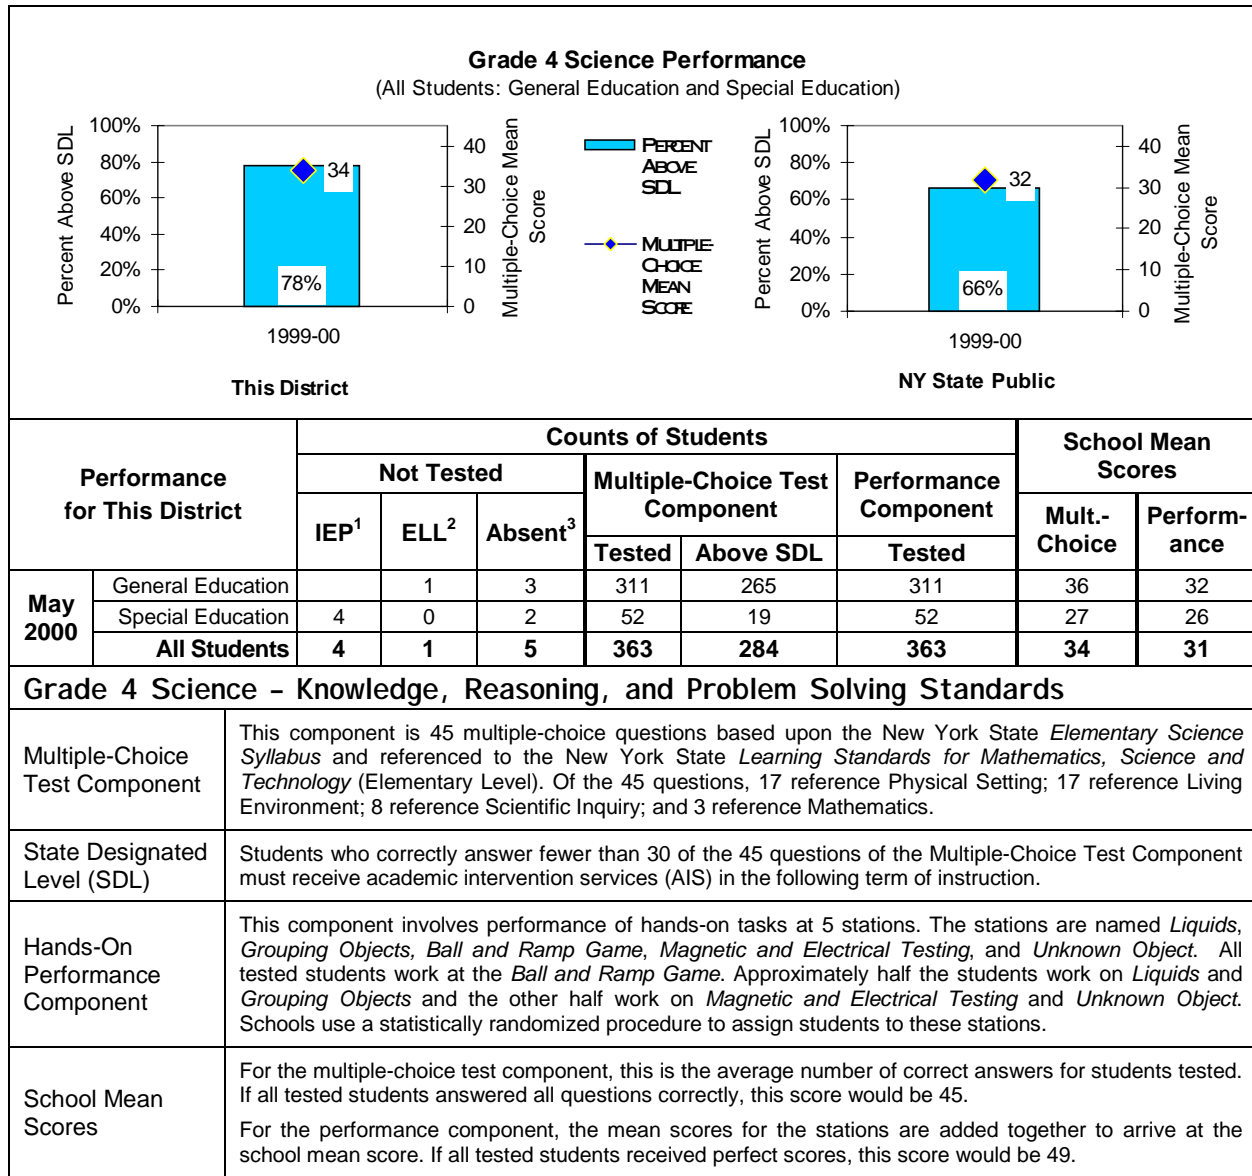 Grade 4 Science Performance
(All Students: General Education and Special Education)
Percent Above SDL
100%
80%
60%
40%
20%
0%
34
78%
1999-00
40
30
20
10
0
Multiple-Choice Mean
Score
This District
PERCENT
ABOVE
SDL
MULTIPLE-
CHOICE
MEAN
SCORE
Percent Above SDL
100%
80%
60%
40%
20%
0%
32
66%
1999-00
40
30
20
10
0
Multiple-Choice Mean
Score
NY State Public
Performance
for This District
Counts of Students
School Mean
Scores
Not Tested
Multiple-Choice Test
Component
Performance
Component
IEP1 ELL2 Absent3
Tested Above SDL Tested
Mult.-
Choice
Perform-
ance
May
2000
General Education 1 3 311 265 311 36 32
Special Education 4 0 2 52 19 52 27 26
All Students 4 1 5 363 284 363 34 31
Grade 4 Science – Knowledge, Reasoning, and Problem Solving Standards
Multiple-Choice
Test Component
This component is 45 multiple-choice questions based upon the New York State Elementary Science
Syllabus and referenced to the New York State Learning Standards for Mathematics, Science and
Technology (Elementary Level). Of the 45 questions, 17 reference Physical Setting; 17 reference Living
Environment; 8 reference Scientific Inquiry; and 3 reference Mathematics.
State Designated
Level (SDL)
Students who correctly answer fewer than 30 of the 45 questions of the Multiple-Choice Test Component
must receive academic intervention services (AIS) in the following term of instruction.
Hands-On
Performance
Component
This component involves performance of hands-on tasks at 5 stations. The stations are named Liquids,
Grouping Objects, Ball and Ramp Game, Magnetic and Electrical Testing, and Unknown Object. All
tested students work at the Ball and Ramp Game. Approximately half the students work on Liquids and
Grouping Objects and the other half work on Magnetic and Electrical Testing and Unknown Object.
Schools use a statistically randomized procedure to assign students to these stations.
School Mean
Scores
For the multiple-choice test component, this is the average number of correct answers for students tested.
If all tested students answered all questions correctly, this score would be 45.
For the performance component, the mean scores for the stations are added together to arrive at the
school mean score. If all tested students received perfect scores, this score would be 49.